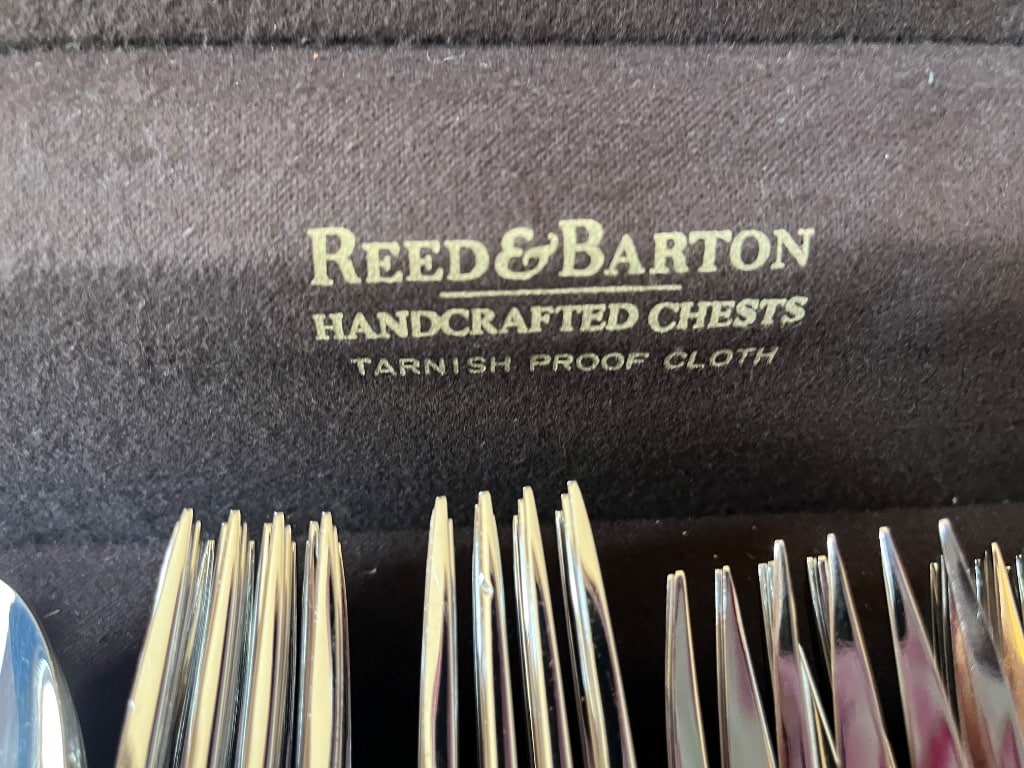 REED & BARTON
HANDCRAFTED CHESTS
TARNISH PROOF CLOTH